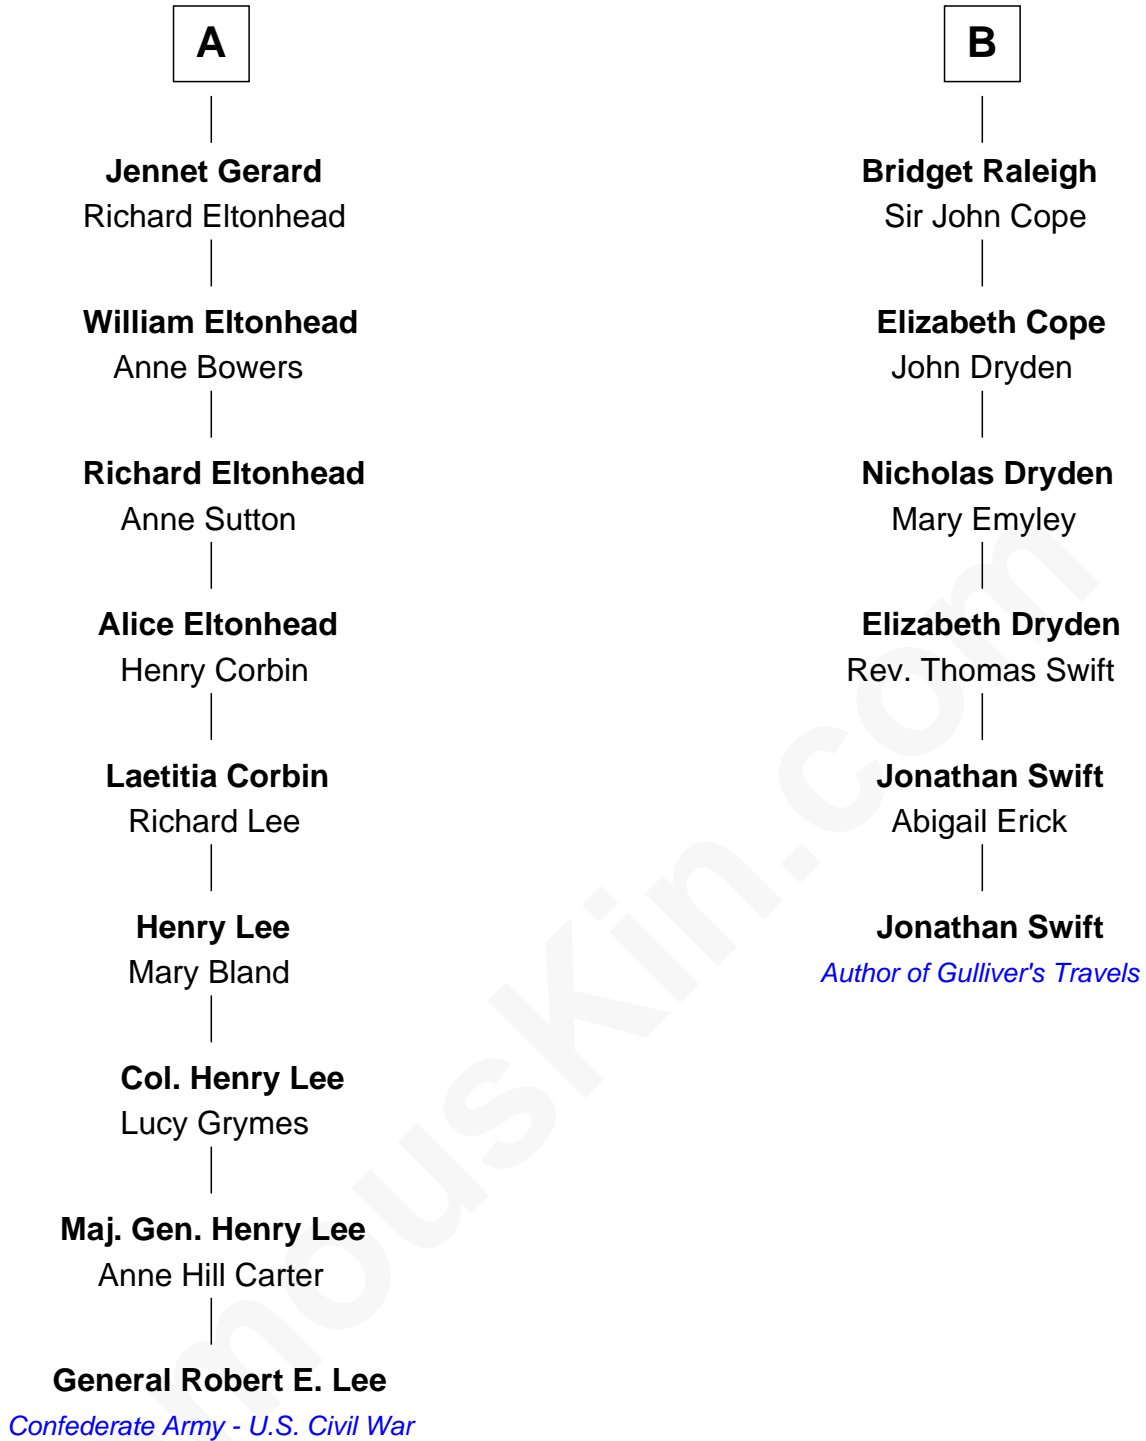 A
Jennet Gerard
Richard Eltonhead
William Eltonhead
Anne Bowers
Richard Eltonhead
Anne Sutton
Alice Eltonhead
Henry Corbin
Laetitia Corbin
Richard Lee
Henry Lee
Mary Bland
Col. Henry Lee
Lucy Grymes
Maj. Gen. Henry Lee
Anne Hill Carter
General Robert E. Lee
Confederate Army - U.S. Civil War
B
Bridget Raleigh
Sir John Cope
Elizabeth Cope
John Dryden
Nicholas Dryden
Mary Emyley
Elizabeth Dryden
Rev. Thomas Swift
Jonathan Swift
Abigail Erick
Jonathan Swift
Author of Gulliver's Travels
mousKin.com